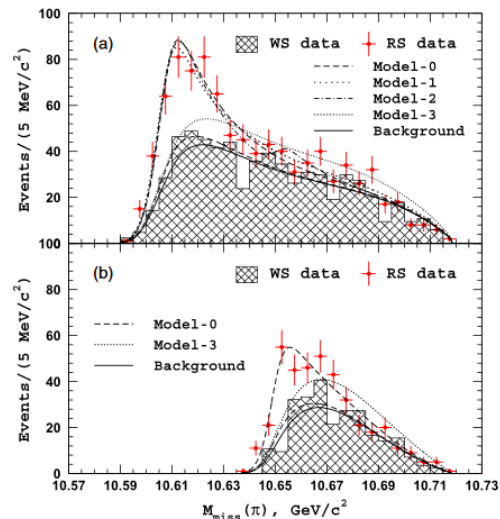 (a) WS data RS data
Model-0
Model-1
Model-2
Model-3
Background
Events/(5 MeV/c²)
100
80
60
40
20
0
(b) WS data RS data
Model-0
Model-3
Background
Events/(5 MeV/c²)
100
80
60
40
20
0
10.57 10.59 10.61 10.63 10.65 10.67 10.69 10.71 10.73
M_miss(π), GeV/c²